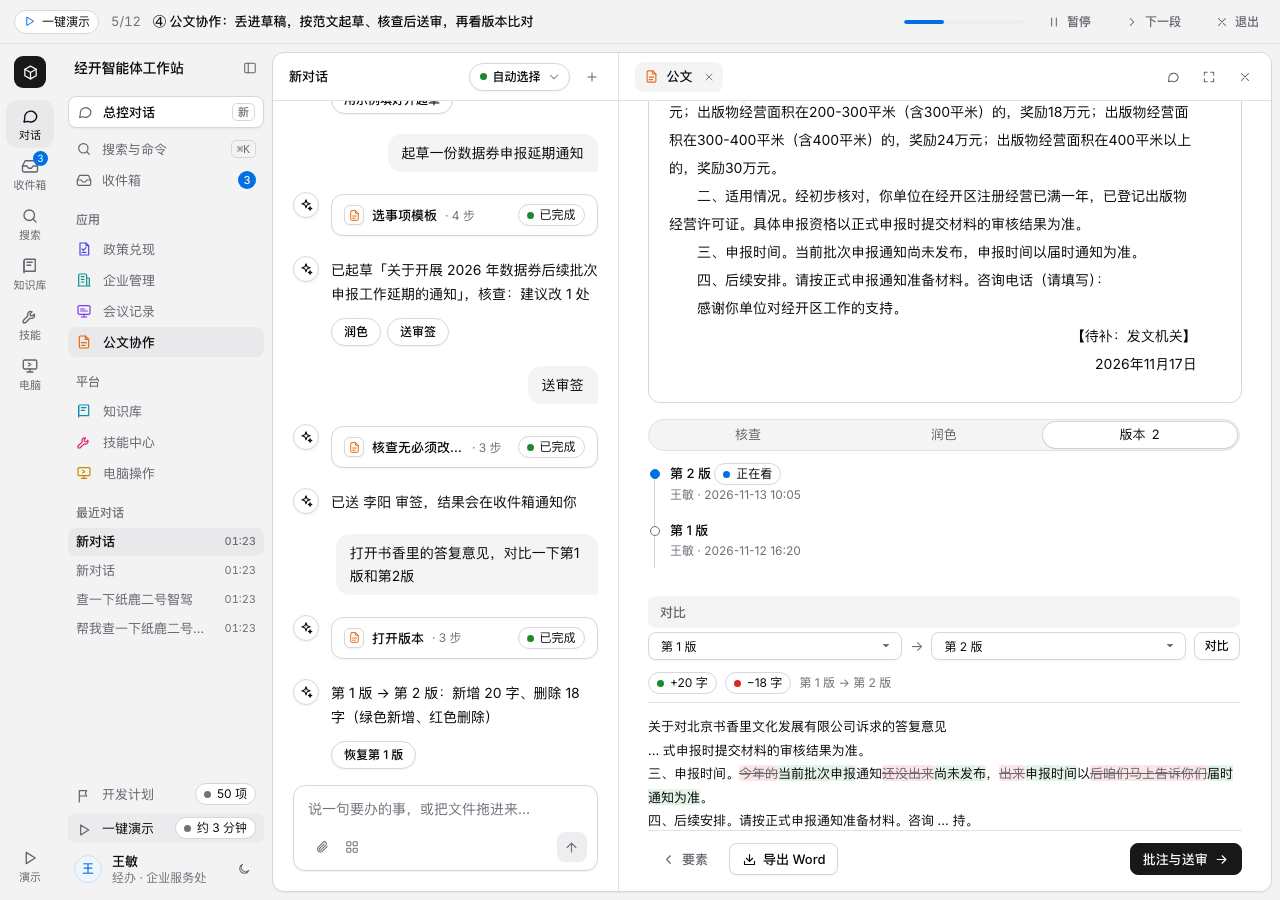 一键演示
5/12
④ 公文协作：丢进草稿，按范文起草、核查后送审，再看版本比对
暂停
下一段
退出
对话
3
收件箱
搜索
知识库
技能
电脑
演示
经开智能体工作站
总控对话
新
搜索与命令
⌘K
收件箱
3
应用
政策兑现
企业管理
会议记录
公文协作
平台
知识库
技能中心
电脑操作
最近对话
新对话 01:23
新对话 01:23
查一下纸鹿二号智驾 01:23
帮我查一下纸鹿二号... 01:23
开发计划
50 项
一键演示
约 3 分钟
王
王敏
经办 · 企业服务处
新对话
自动选择
用示例填好并起草
起草一份数据券申报延期通知
选事项模板 · 4 步
已完成
已起草「关于开展 2026 年数据券后续批次
申报工作延期的通知」，核查：建议改 1 处
润色
送审签
送审签
核查无必须改... · 3 步
已完成
已送 李阳 审签，结果会在收件箱通知你
打开书香里的答复意见，对比一下第1
版和第2版
打开版本 · 3 步
已完成
第 1 版 → 第 2 版：新增 20 字、删除 18
字（绿色新增、红色删除）
恢复第 1 版
说一句要办的事，或把文件拖进来...
公文
元；出版物经营面积在200-300平米（含300平米）的，奖励18万元；出版物经营面
积在300-400平米（含400平米）的，奖励24万元；出版物经营面积在400平米以上
的，奖励30万元。
二、适用情况。经初步核对，你单位在经开区注册经营已满一年，已登记出版物
经营许可证。具体申报资格以正式申报时提交材料的审核结果为准。
三、申报时间。当前批次申报通知尚未发布，申报时间以届时通知为准。
四、后续安排。请按正式申报通知准备材料。咨询电话（请填写）：
感谢你单位对经开区工作的支持。
【待补：发文机关】
2026年11月17日
核查
润色
版本 2
第 2 版
正在看
王敏 · 2026-11-13 10:05
第 1 版
王敏 · 2026-11-12 16:20
对比
第 1 版
→
第 2 版
对比
+20 字
−18 字
第 1 版 → 第 2 版
关于对北京书香里文化发展有限公司诉求的答复意见
... 式申报时提交材料的审核结果为准。
三、申报时间。今年的当前批次申报通知还没出来尚未发布，出来申报时间以后咱们马上告诉你们届时
通知为准。
四、后续安排。请按正式申报通知准备材料。咨询 ... 持。
要素
导出 Word
批注与送审 →